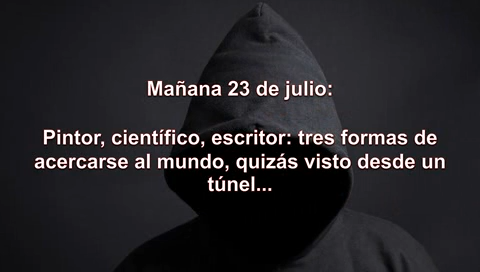 Mañana 23 de julio:
Pintor, científico, escritor: tres formas de
acercarse al mundo, quizás visto desde un
túnel...